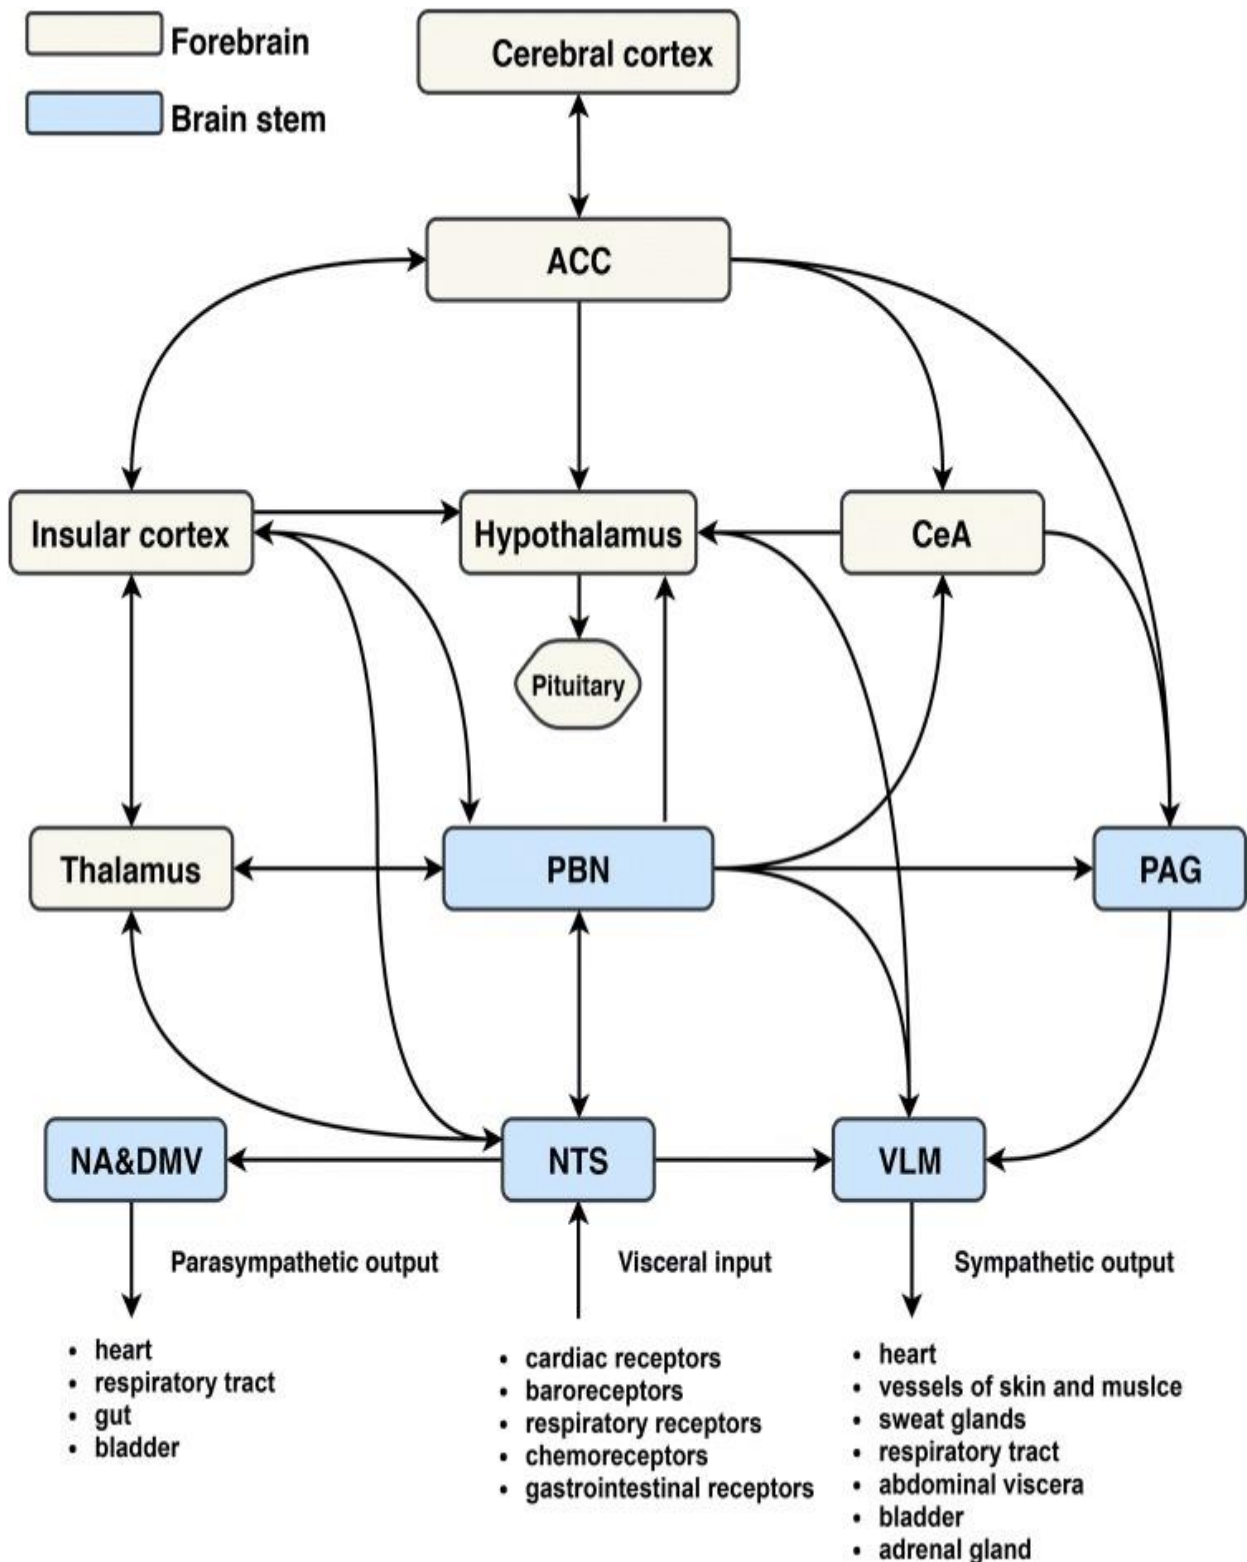 Forebrain
Brain stem
Cerebral cortex
ACC
Insular cortex
Hypothalamus
CeA
Pituitary
Thalamus
PBN
PAG
NA&DMV
NTS
VLM
Parasympathetic output
Visceral input
Sympathetic output
• heart
• respiratory tract
• gut
• bladder
• cardiac receptors
• baroreceptors
• respiratory receptors
• chemoreceptors
• gastrointestinal receptors
• heart
• vessels of skin and muslce
• sweat glands
• respiratory tract
• abdominal viscera
• bladder
• adrenal gland